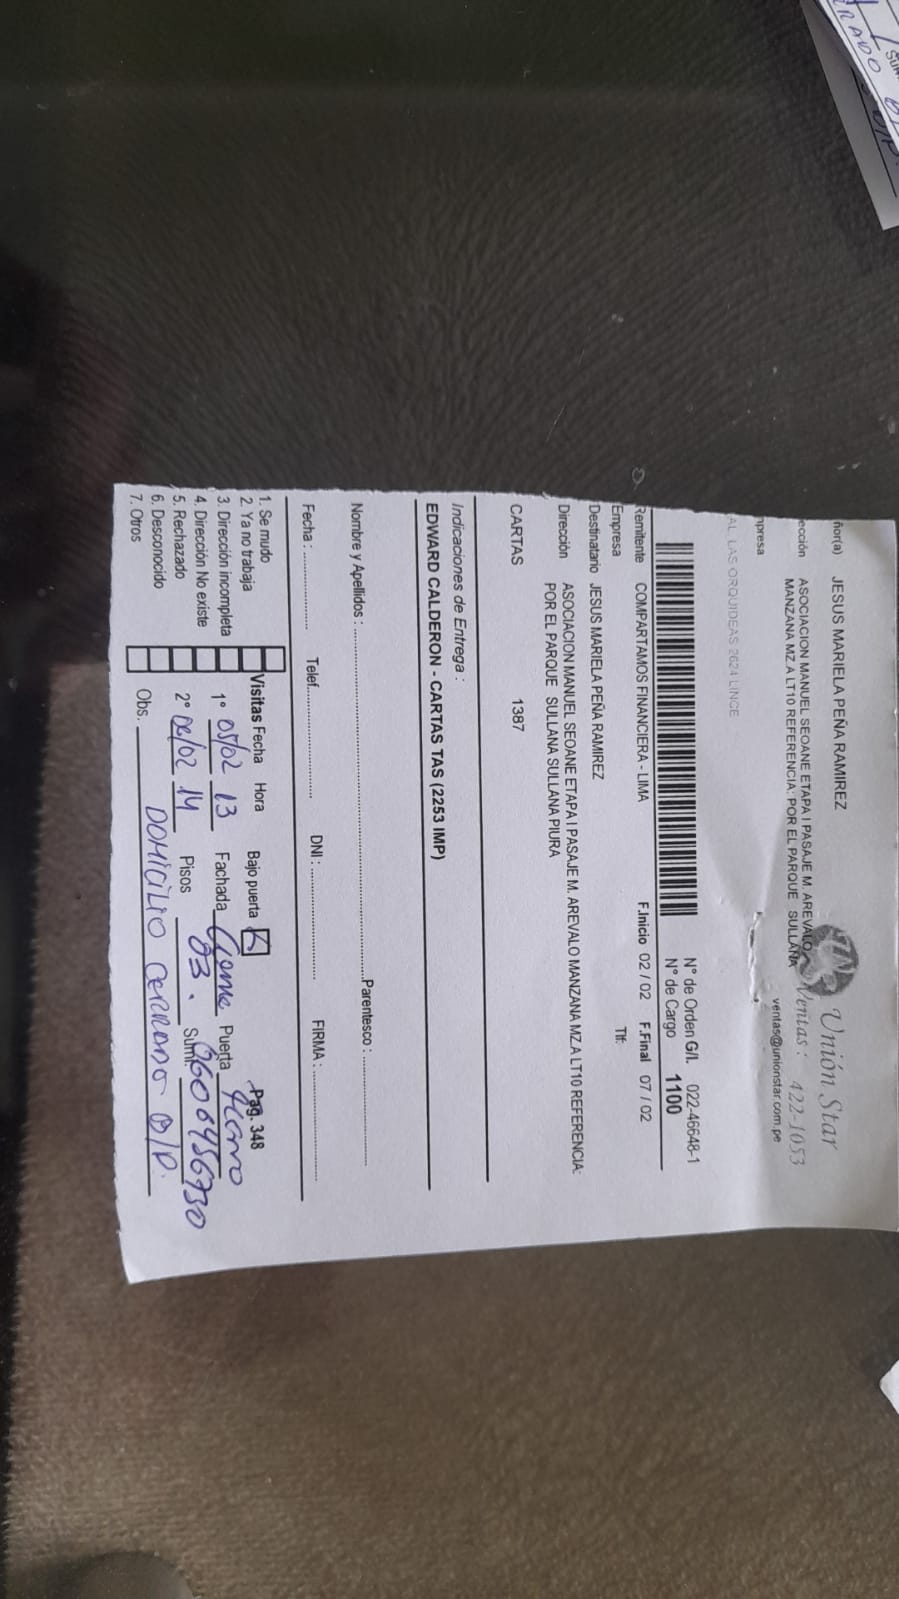 Unión Star
Ventas: 422-1053
ventas@unionstar.com.pe
ñor(a) JESUS MARIELA PEÑA RAMIREZ
ección ASOCIACION MANUEL SEOANE ETAPA I PASAJE M. AREVALO
MANZANA MZ A LT10 REFERENCIA: POR EL PARQUE SULLANA
presa
AL. LAS ORQUIDEAS 2624 LINCE
N° de Orden G/I. 022-46648-1
N° de Cargo 1100
Remitente COMPARTAMOS FINANCIERA - LIMA F.Inicio 02 / 02 F.Final 07 / 02
Empresa Tlf:
Destinatario JESUS MARIELA PEÑA RAMIREZ
Dirección ASOCIACION MANUEL SEOANE ETAPA I PASAJE M. AREVALO MANZANA MZ A LT10 REFERENCIA:
POR EL PARQUE SULLANA SULLANA PIURA
CARTAS 1387
Indicaciones de Entrega :
EDWARD CALDERON - CARTAS TAS (2253 IMP)
Nombre y Apellidos : Parentesco :
Fecha : Telef. DNI : FIRMA :
1. Se mudo
2. Ya no trabaja
3. Dirección incompleta
4. Dirección No existe
5. Rechazado
6. Desconocido
7. Otros
Visitas Fecha Hora Bajo puerta Pag. 348
1° 05/02 13 Fachada Crema Puerta fierro
2° 06/02 14 Pisos 03. Sumi.
Obs. DOMICILIO CERRADO B/P.